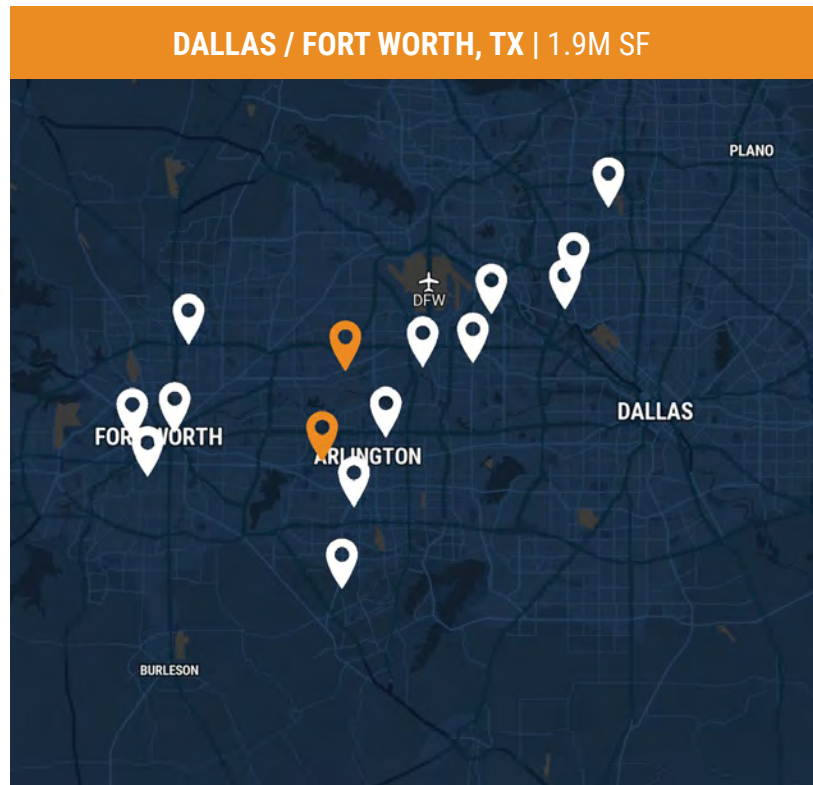 DALLAS / FORT WORTH, TX | 1.9M SF
PLANO
DFW
DALLAS
FORT WORTH
ARLINGTON
BURLESON